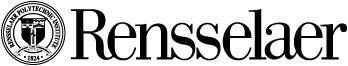 RENSSELAER POLYTECHNIC INSTITUTE
1824
Rensselaer